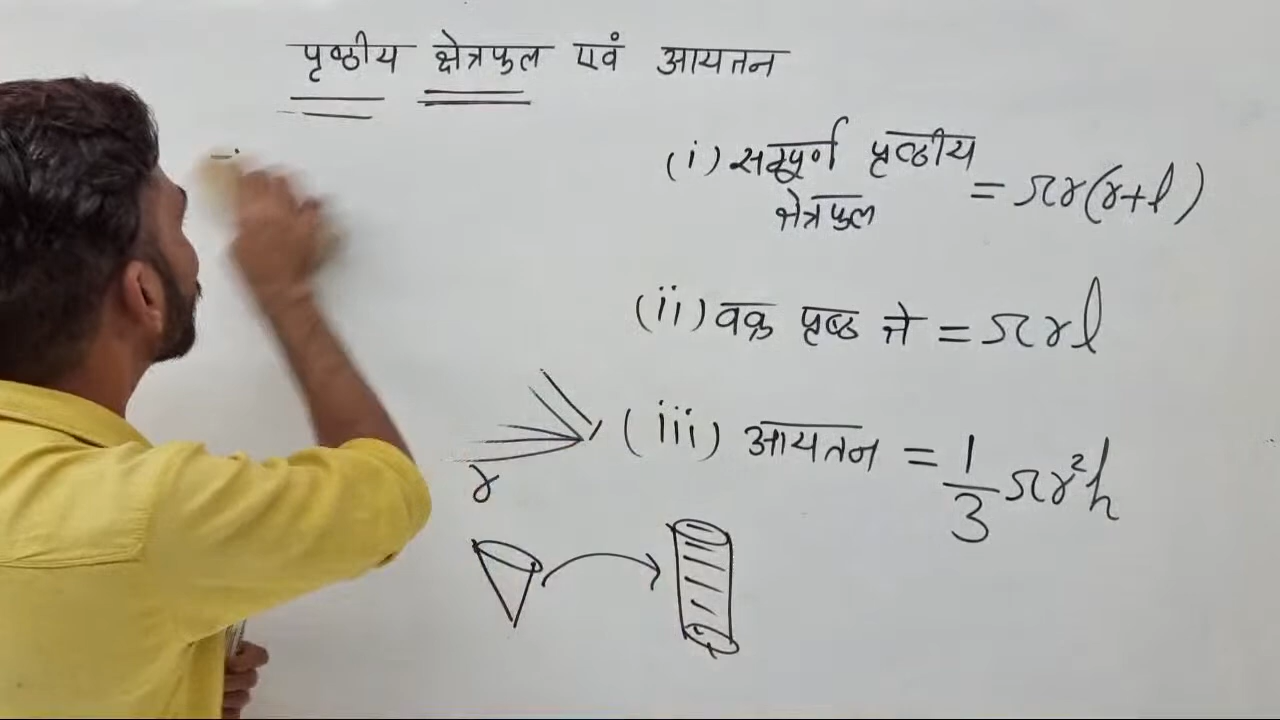 पृष्ठीय क्षेत्रफल एवं आयतन
(i) सम्पूर्ण पृष्ठीय
क्षेत्रफल = πr(r+l)
(ii) वक्र पृष्ठ क्षे = πrl
(iii) आयतन = 1/3 πr²h
r